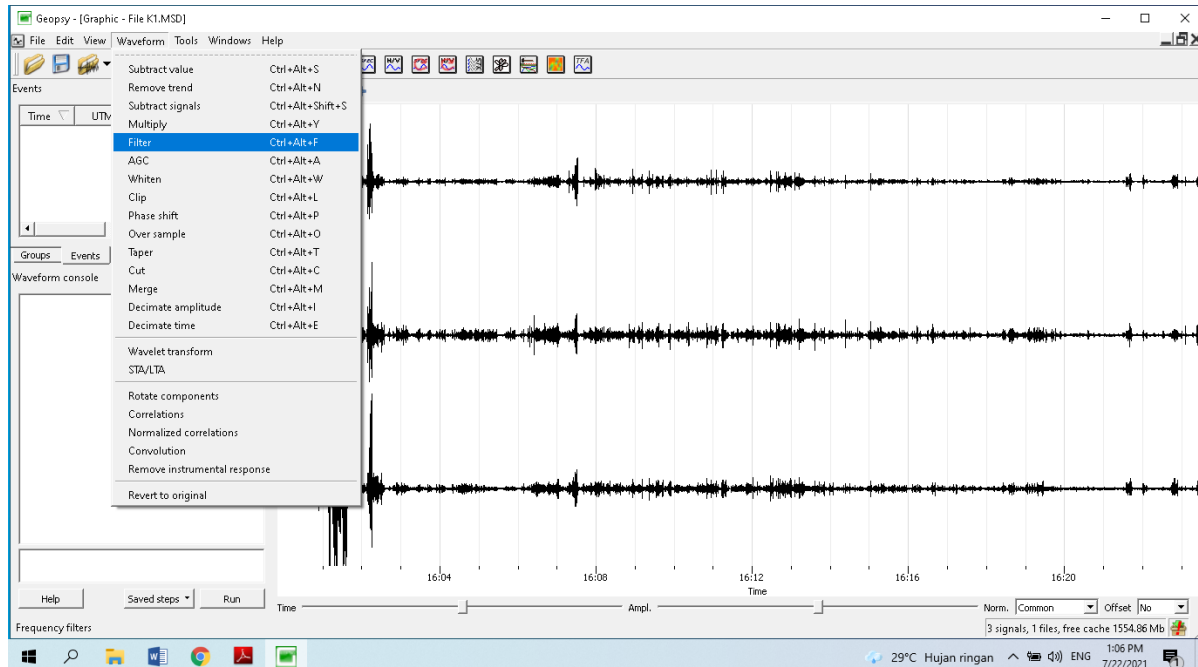 Geopsy - [Graphic - File K1.MSD]
File Edit View Waveform Tools Windows Help
Subtract value Ctrl+Alt+S
Remove trend Ctrl+Alt+N
Subtract signals Ctrl+Alt+Shift+S
Multiply Ctrl+Alt+Y
Filter Ctrl+Alt+F
AGC Ctrl+Alt+A
Whiten Ctrl+Alt+W
Clip Ctrl+Alt+L
Phase shift Ctrl+Alt+P
Over sample Ctrl+Alt+O
Taper Ctrl+Alt+T
Cut Ctrl+Alt+C
Merge Ctrl+Alt+M
Decimate amplitude Ctrl+Alt+I
Decimate time Ctrl+Alt+E
Wavelet transform
STA/LTA
Rotate components
Correlations
Normalized correlations
Convolution
Remove instrumental response
Revert to original
H/V
TFA
Events
Time UTM
Groups Events
Waveform console
Help Saved steps Run
Frequency filters
16:04 16:08 16:12 16:16 16:20
Time
Time Ampl. Norm. Common Offset No
3 signals, 1 files, free cache 1554.86 Mb
29°C Hujan ringan ENG 1:06 PM
7/22/2021